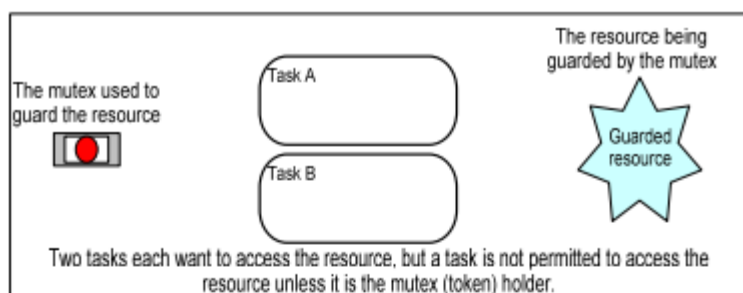 The mutex used to
guard the resource
Task A
Task B
The resource being
guarded by the mutex
Guarded
resource
Two tasks each want to access the resource, but a task is not permitted to access the
resource unless it is the mutex (token) holder.